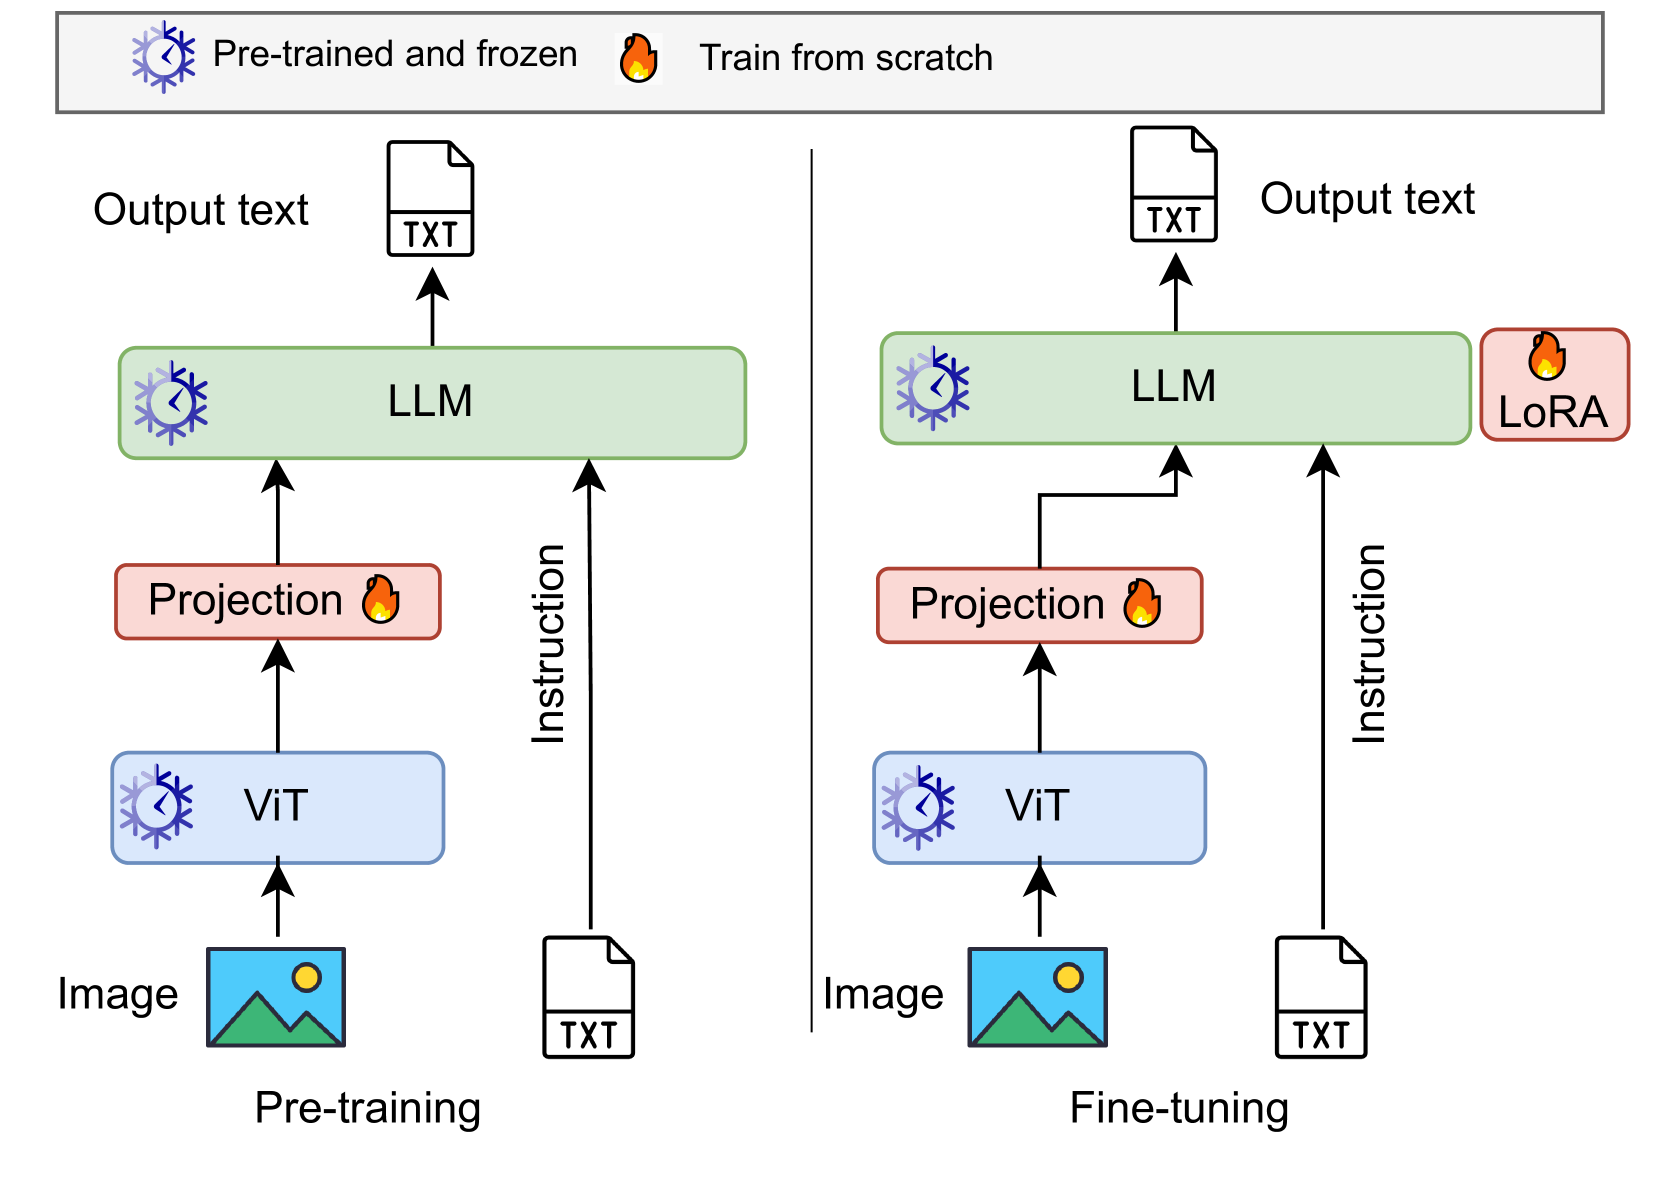 Pre-trained and frozen
Train from scratch
Output text
TXT
LLM
Projection
Instruction
ViT
Image
TXT
Pre-training
TXT
Output text
LLM
LoRA
Projection
Instruction
ViT
Image
TXT
Fine-tuning